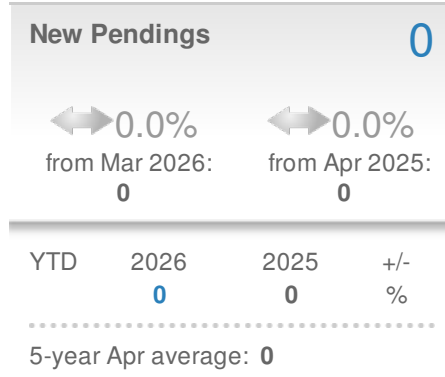 New Pendings 0
0.0% 0.0%
from Mar 2026: from Apr 2025:
0 0
YTD 2026 2025 +/-
0 0 %
5-year Apr average: 0